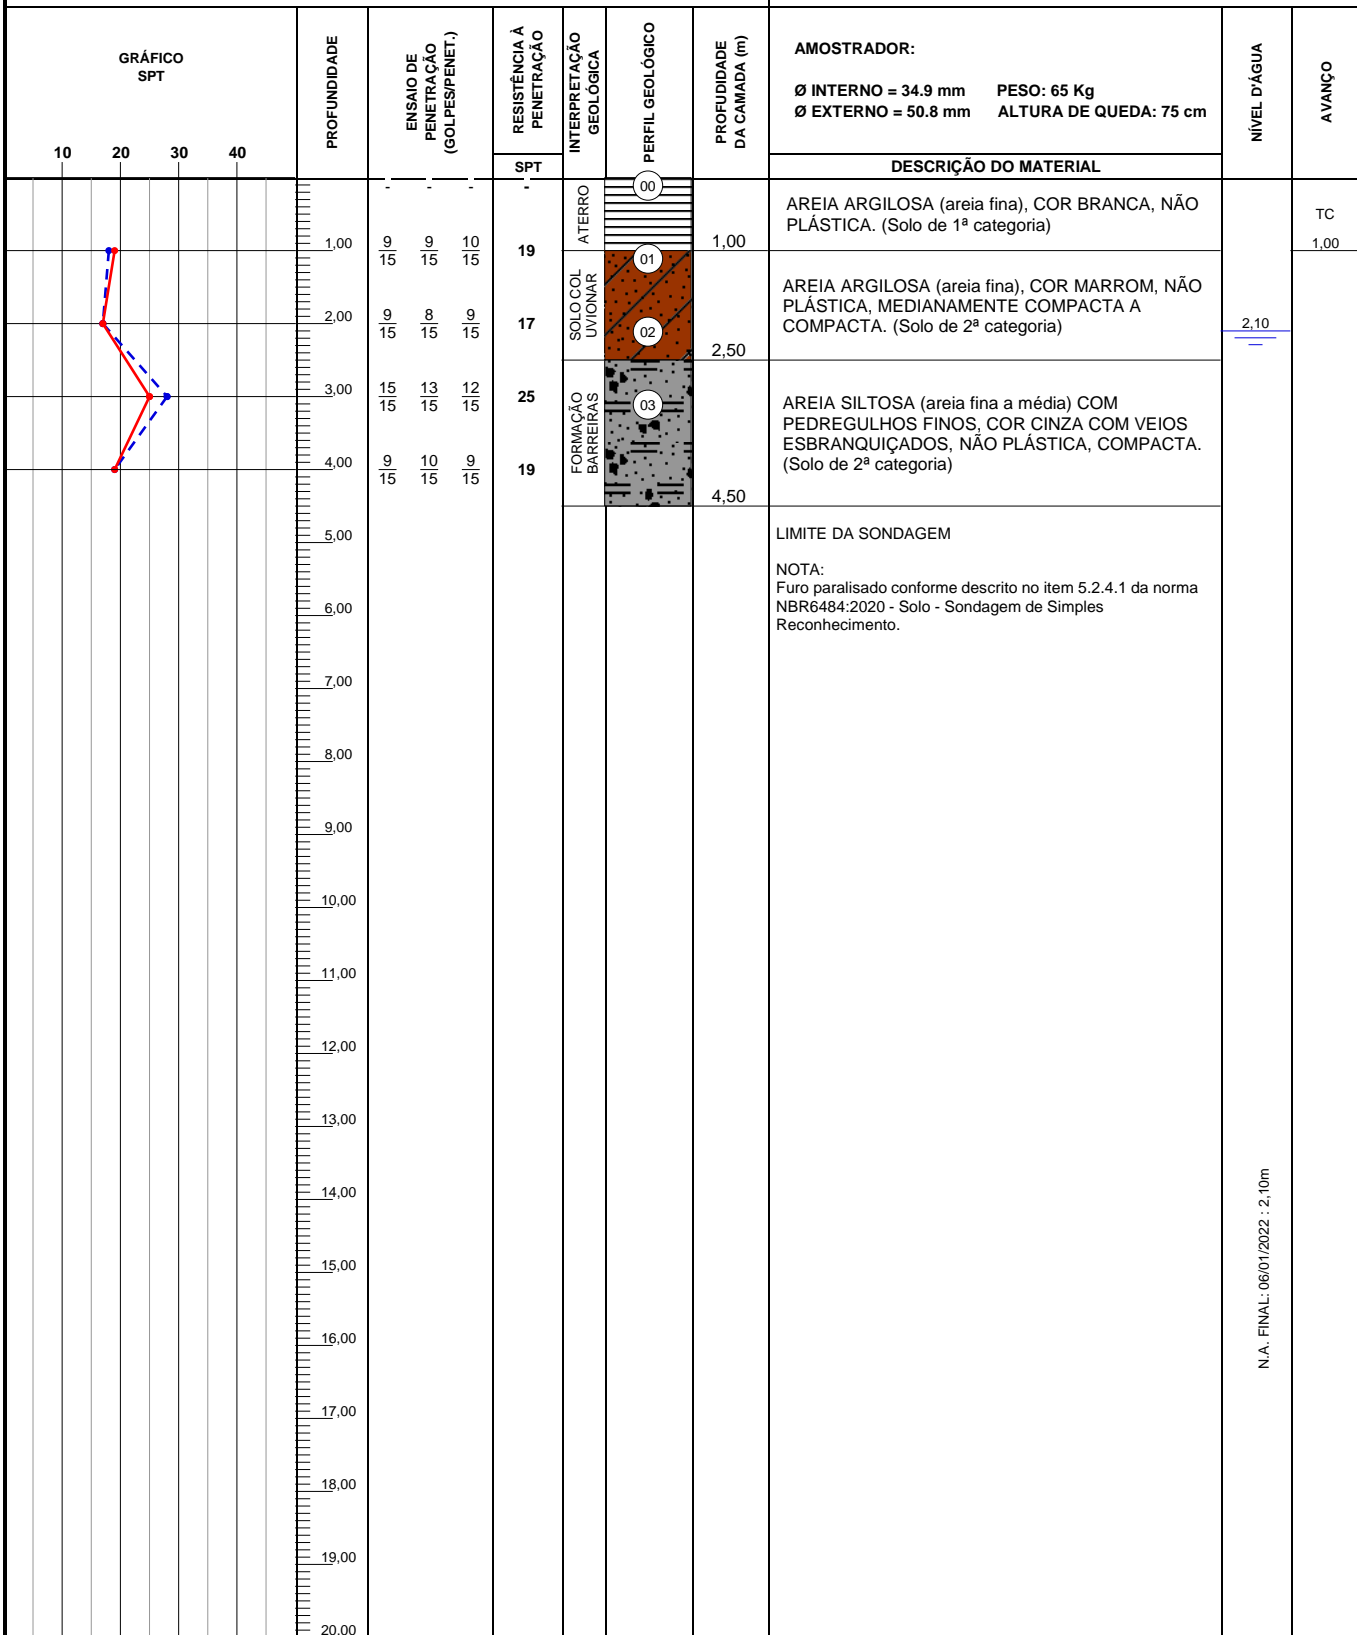 GRÁFICO
SPT
10 20 30 40
PROFUNDIDADE
ENSAIO DE
PENETRAÇÃO
(GOLPES/PENET.)
RESISTÊNCIA À
PENETRAÇÃO
SPT
INTERPRETAÇÃO
GEOLÓGICA
PERFIL GEOLÓGICO
PROFUDIDADE
DA CAMADA (m)
AMOSTRADOR:
Ø INTERNO = 34.9 mm PESO: 65 Kg
Ø EXTERNO = 50.8 mm ALTURA DE QUEDA: 75 cm
DESCRIÇÃO DO MATERIAL
NÍVEL D'ÁGUA
AVANÇO
- - - -
00
ATERRO
AREIA ARGILOSA (areia fina), COR BRANCA, NÃO
PLÁSTICA. (Solo de 1ª categoria)
TC
1,00
1,00 9/15 9/15 10/15 19
1,00
01
SOLO COL
UVIONAR
AREIA ARGILOSA (areia fina), COR MARROM, NÃO
PLÁSTICA, MEDIANAMENTE COMPACTA A
COMPACTA. (Solo de 2ª categoria)
2,00 9/15 8/15 9/15 17
02
2,10
2,50
3,00 15/15 13/15 12/15 25
03
FORMAÇÃO
BARREIRAS
AREIA SILTOSA (areia fina a média) COM
PEDREGULHOS FINOS, COR CINZA COM VEIOS
ESBRANQUIÇADOS, NÃO PLÁSTICA, COMPACTA.
(Solo de 2ª categoria)
4,00 9/15 10/15 9/15 19
4,50
LIMITE DA SONDAGEM
NOTA:
Furo paralisado conforme descrito no item 5.2.4.1 da norma
NBR6484:2020 - Solo - Sondagem de Simples
Reconhecimento.
5,00
6,00
7,00
8,00
9,00
10,00
11,00
12,00
13,00
14,00
15,00
16,00
17,00
18,00
19,00
20,00
N.A. FINAL: 06/01/2022 : 2,10m